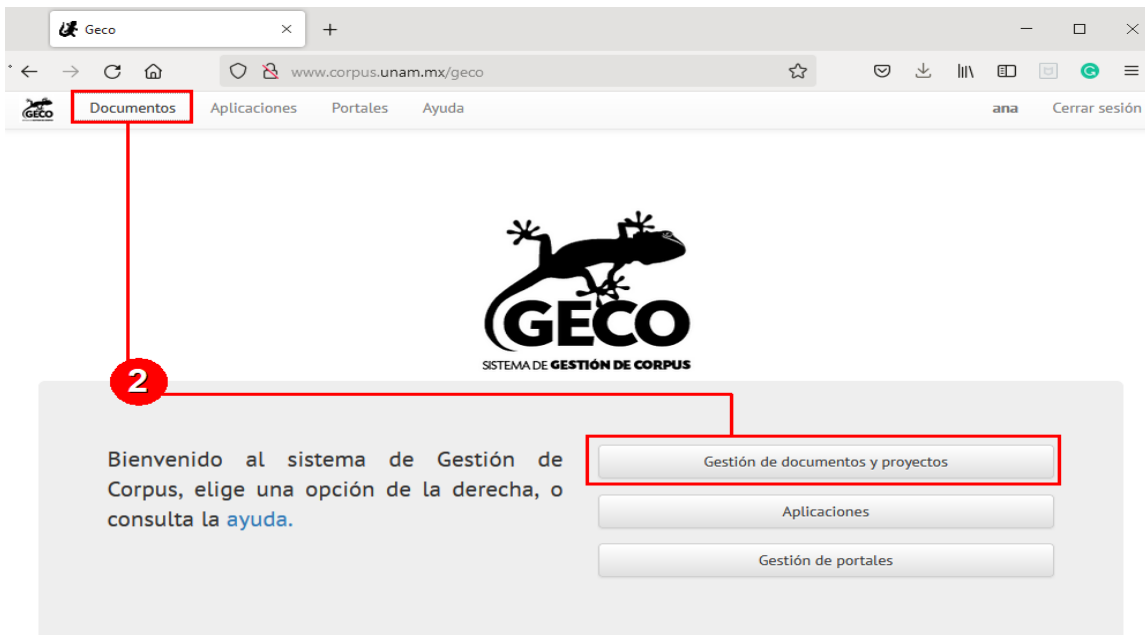 Geco
www.corpus.unam.mx/geco
GECO Documentos Aplicaciones Portales Ayuda ana Cerrar sesión
GECO
SISTEMA DE GESTIÓN DE CORPUS
2
Bienvenido al sistema de Gestión de
Corpus, elige una opción de la derecha, o
consulta la ayuda.
Gestión de documentos y proyectos
Aplicaciones
Gestión de portales